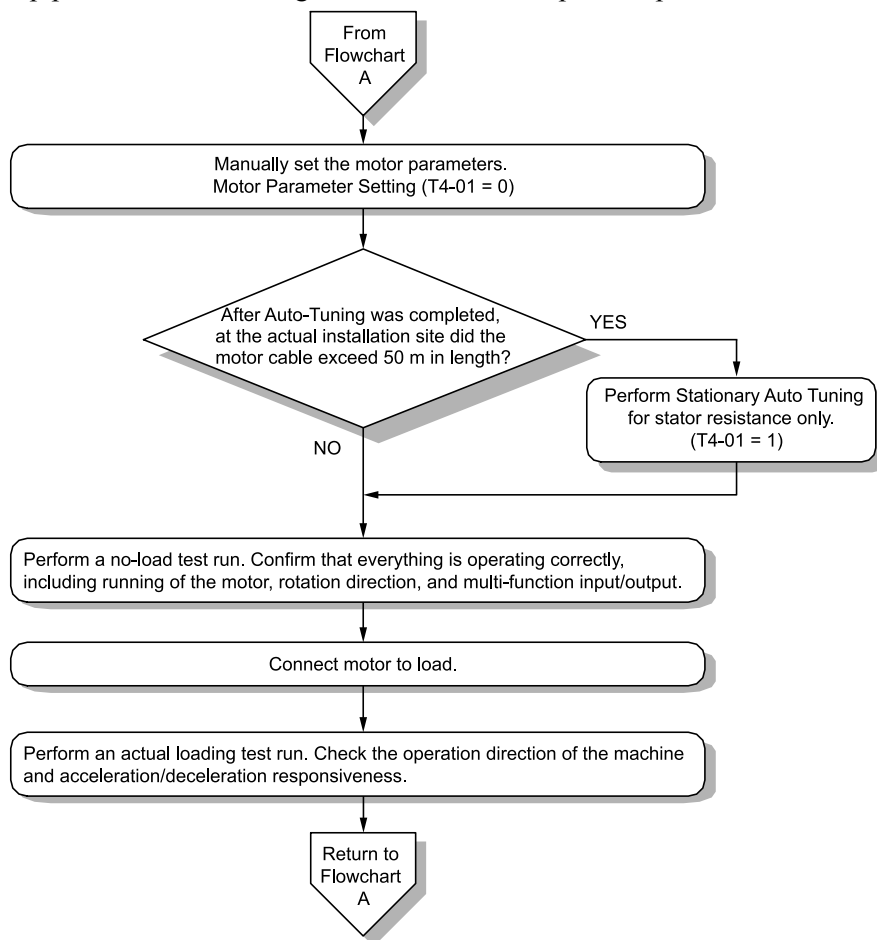 From
Flowchart
A
Manually set the motor parameters.
Motor Parameter Setting (T4-01 = 0)
After Auto-Tuning was completed,
at the actual installation site did the
motor cable exceed 50 m in length?
YES
Perform Stationary Auto Tuning
for stator resistance only.
(T4-01 = 1)
NO
Perform a no-load test run. Confirm that everything is operating correctly,
including running of the motor, rotation direction, and multi-function input/output.
Connect motor to load.
Perform an actual loading test run. Check the operation direction of the machine
and acceleration/deceleration responsiveness.
Return to
Flowchart
A